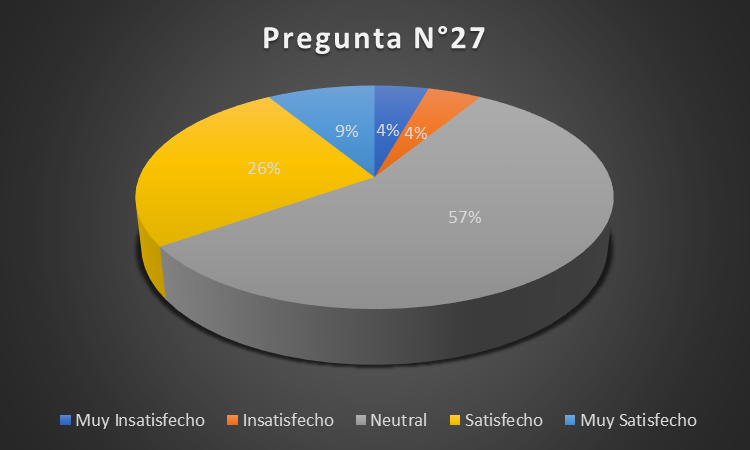 Pregunta N°27
9%
4%
4%
26%
57%
Muy Insatisfecho
Insatisfecho
Neutral
Satisfecho
Muy Satisfecho